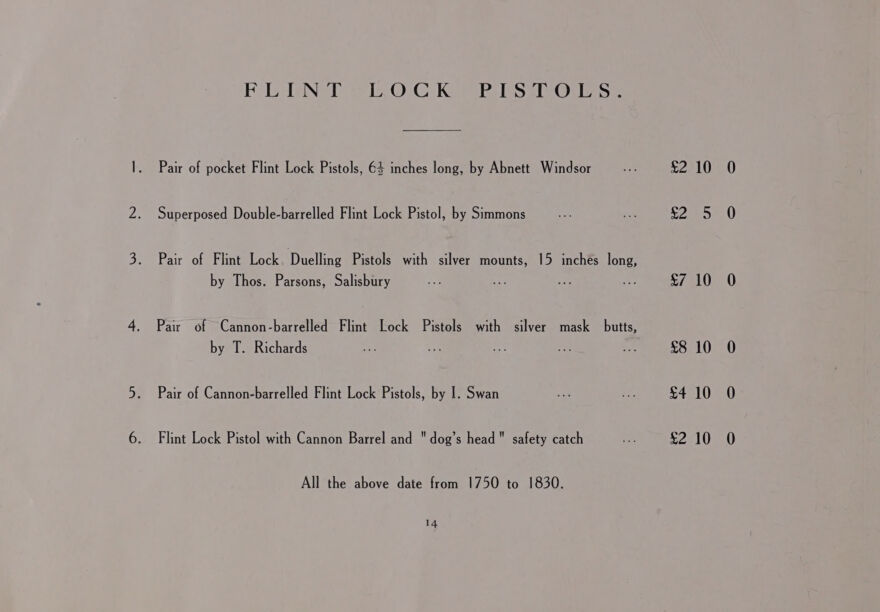 FLINT LOCK PISTOLS.
1. Pair of pocket Flint Lock Pistols, 6½ inches long, by Abnett Windsor ... £2 10 0
2. Superposed Double-barrelled Flint Lock Pistol, by Simmons ... ... £2 5 0
3. Pair of Flint Lock Duelling Pistols with silver mounts, 15 inches long,
by Thos. Parsons, Salisbury ... ... ... ... £7 10 0
4. Pair of Cannon-barrelled Flint Lock Pistols with silver mask butts,
by T. Richards ... ... ... ... ... £8 10 0
5. Pair of Cannon-barrelled Flint Lock Pistols, by I. Swan ... ... £4 10 0
6. Flint Lock Pistol with Cannon Barrel and "dog's head" safety catch ... £2 10 0
All the above date from 1750 to 1830.
14